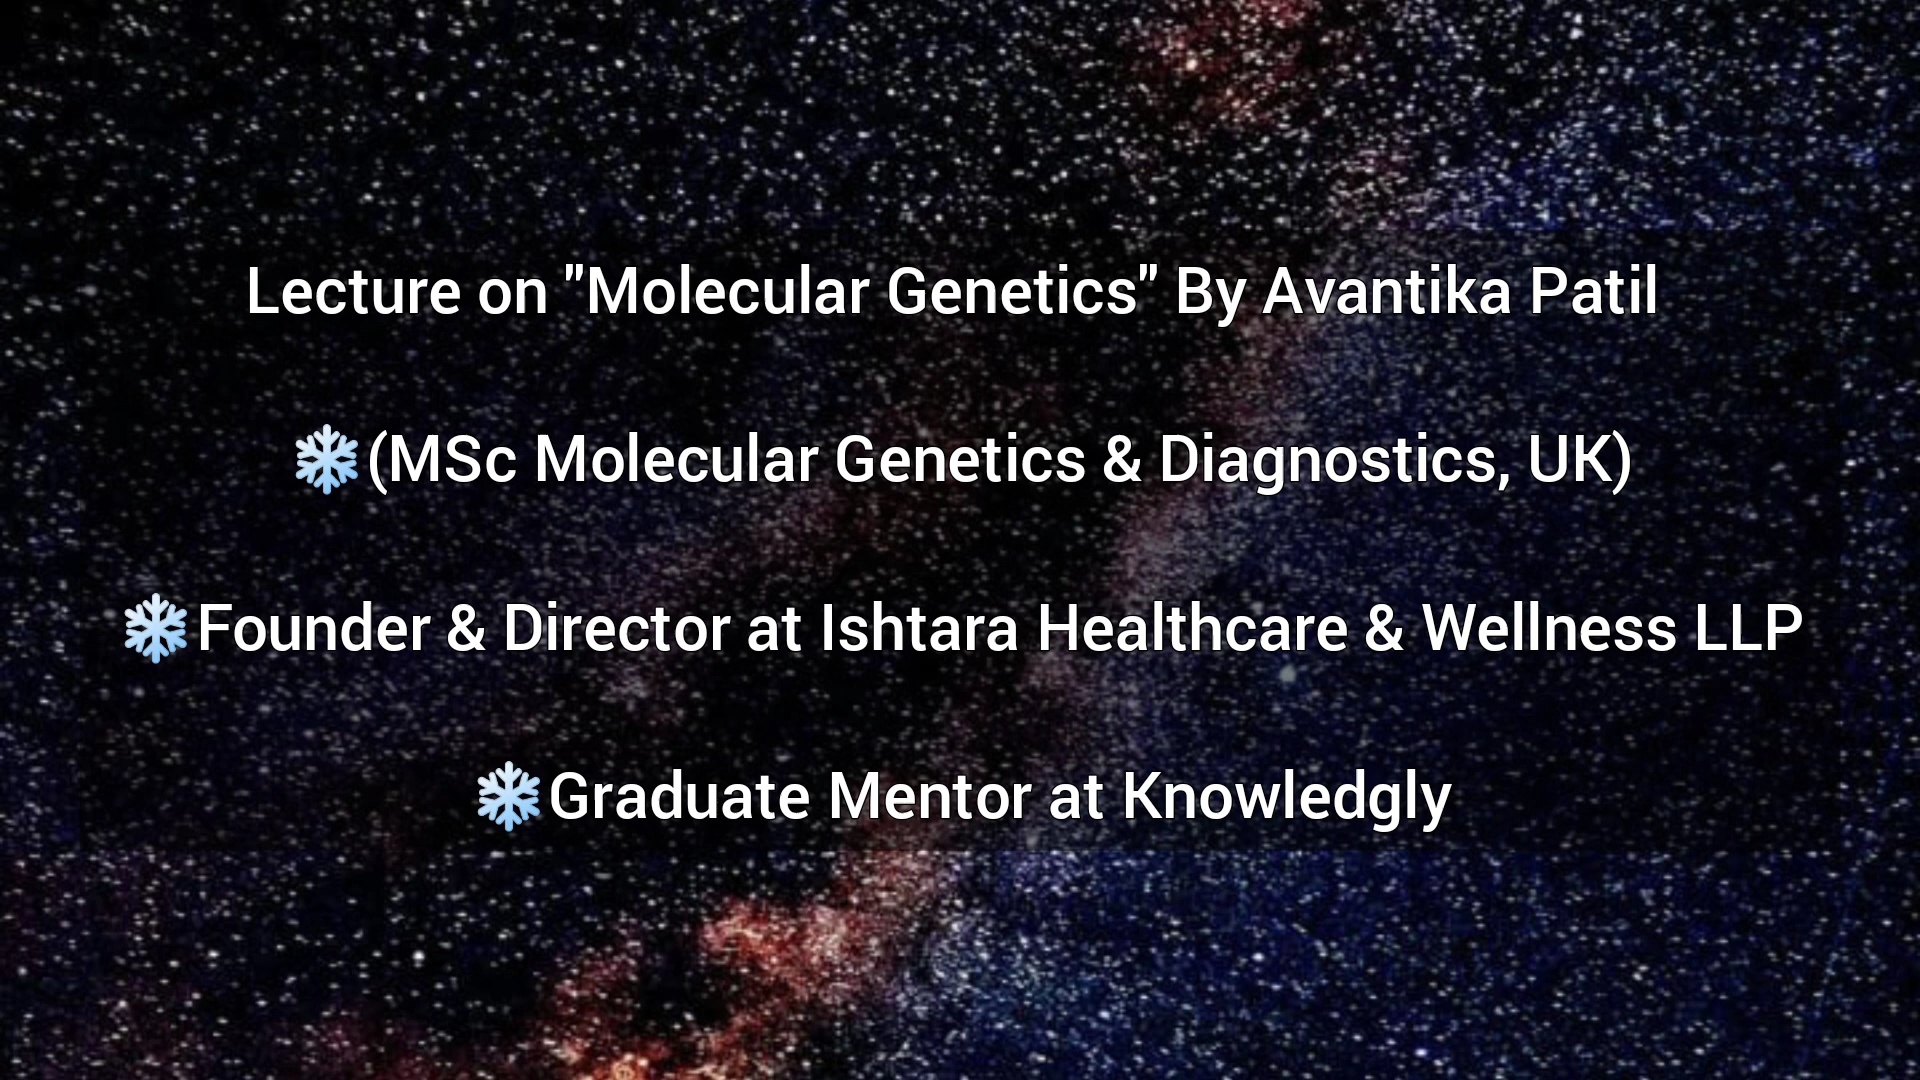 Lecture on "Molecular Genetics" By Avantika Patil
❄️(MSc Molecular Genetics & Diagnostics, UK)
❄️Founder & Director at Ishtara Healthcare & Wellness LLP
❄️Graduate Mentor at Knowledgly